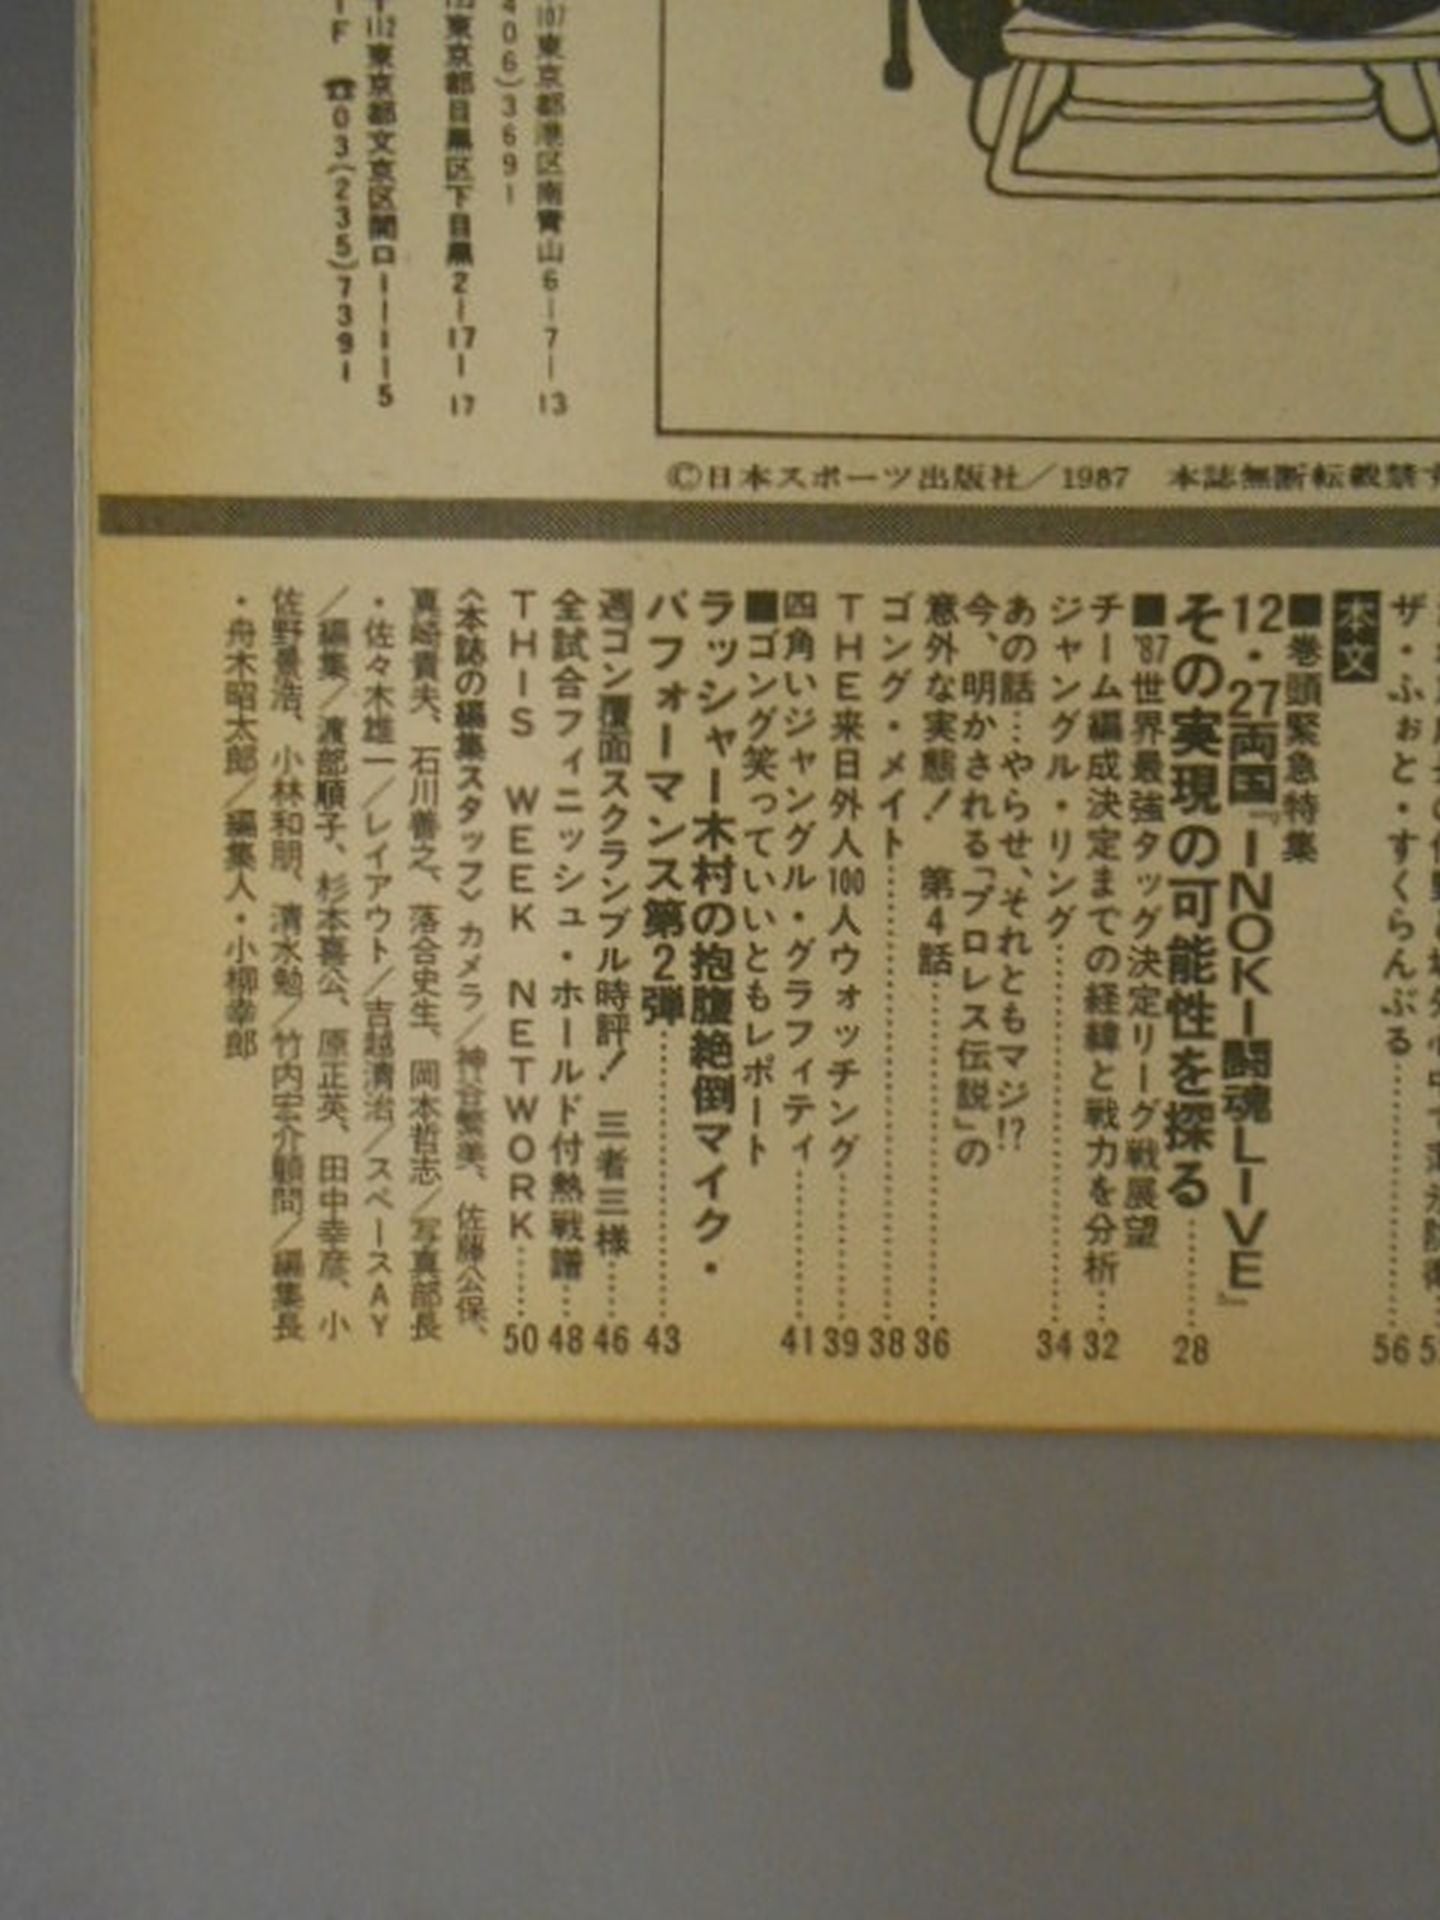 107東京都港区南青山6-7-13
406)3691
東京都目黒区下目黒2-17-17
〒112東京都文京区関口1-11-5
1F ☎03(235)7391
©日本スポーツ出版社/1987 本誌無断転載禁
ザ・ふぉと・すくらんぶる……56
本文
■巻頭緊急特集
12・27両国『INOKI闘魂LIVE』
その実現の可能性を探る……28
■'87世界最強タッグ決定リーグ戦展望
チーム編成決定までの経緯と戦力を分析…32
ジャングル・リング……34
あの話…やらせ、それともマジ!?
今、明かされる「プロレス伝説」の
意外な実態! 第4話……36
ゴング・メイト……38
THE来日外人100人ウォッチング……39
四角いジャングル・グラフィティ……41
■ゴング笑っていいともレポート
ラッシャー木村の抱腹絶倒マイク・
パフォーマンス第2弾……43
週ゴン覆面スクランブル時評! 三者三様……46
全試合フィニッシュ・ホールド付熱戦譜……48
THIS WEEK NETWORK……50
〈本誌の編集スタッフ〉カメラ/神谷繁美、佐藤公保、
真崎貴夫、石川善之、落合史生、岡本哲志/写真部長
・佐々木雄一/レイアウト/吉越清治/スペースAY
/編集/渡部順子、杉本喜公、原正英、田中幸彦、小
佐野景浩、小林和朋、清水勉/竹内宏介顧問/編集長
・舟木昭太郎/編集人・小柳幸郎